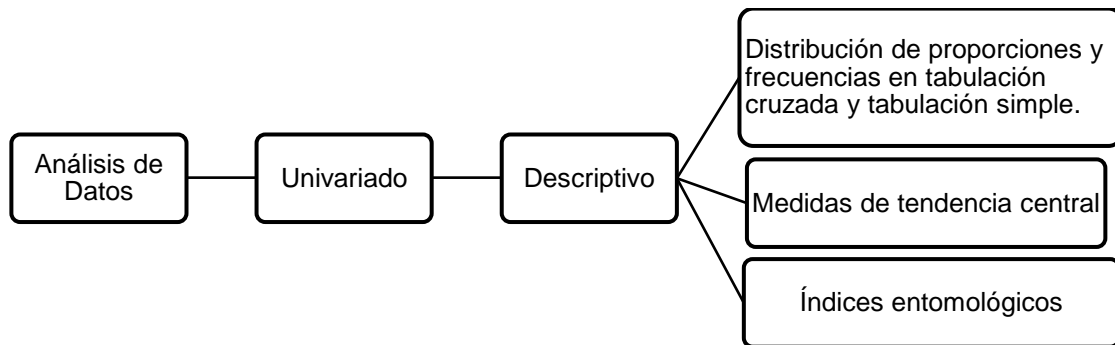 Análisis de
Datos
Univariado
Descriptivo
Distribución de proporciones y
frecuencias en tabulación
cruzada y tabulación simple.
Medidas de tendencia central
Índices entomológicos